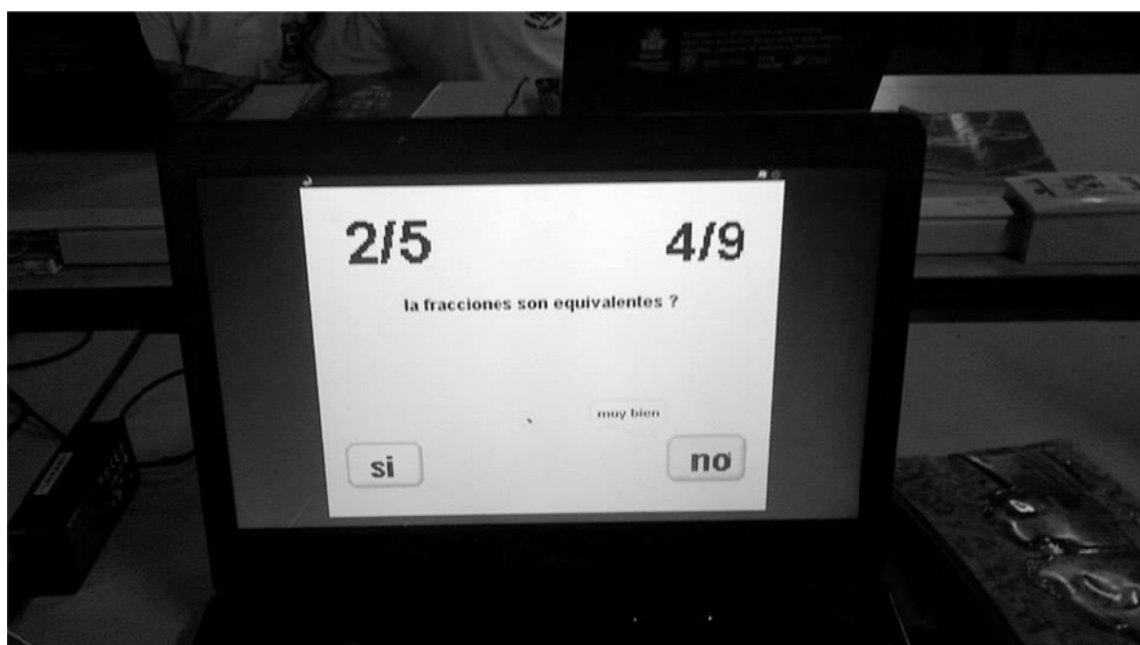 2/5
4/9
la fracciones son equivalentes ?
muy bien
si
no